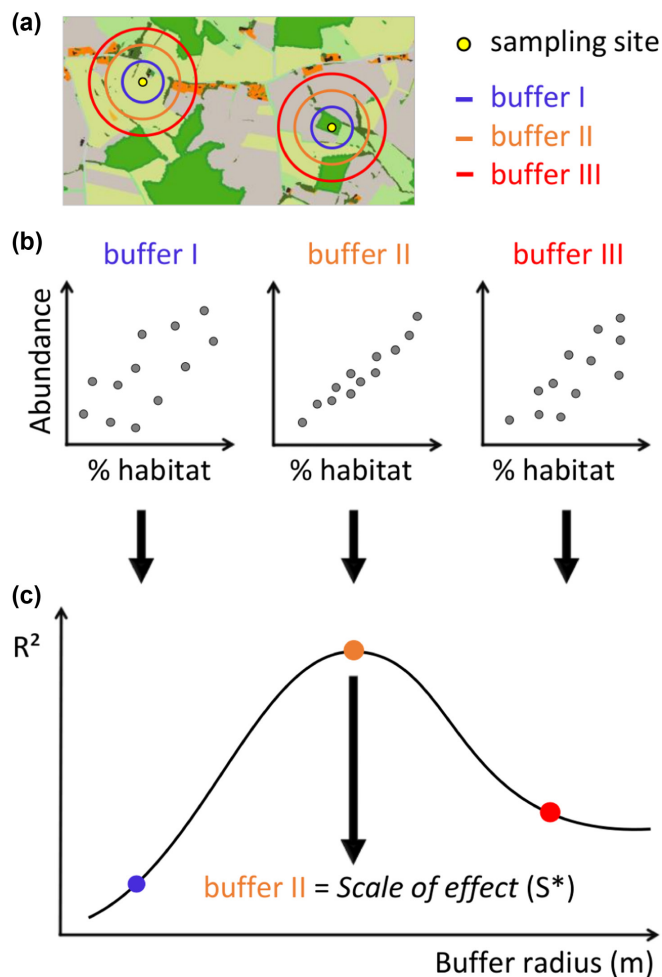 (a)
sampling site
buffer I
buffer II
buffer III
(b)
buffer I
buffer II
buffer III
Abundance
% habitat
% habitat
% habitat
(c)
R²
buffer II = Scale of effect (S*)
Buffer radius (m)